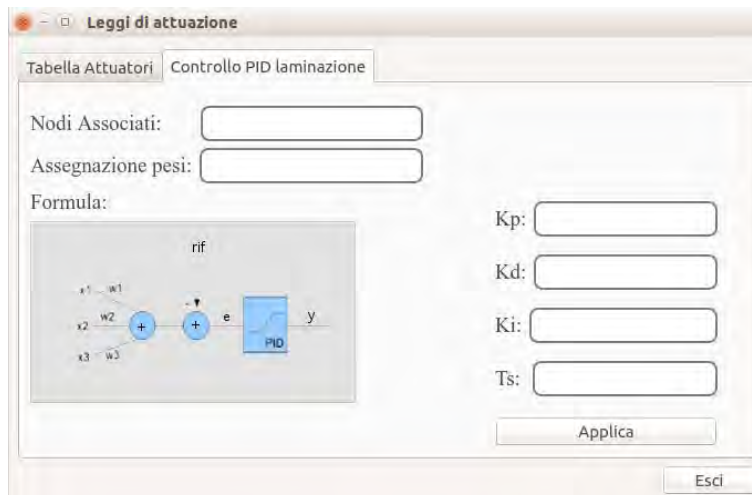 Leggi di attuazione
Tabella Attuatori Controllo PID laminazione
Nodi Associati:
Assegnazione pesi:
Formula:
rif
x1 w1
x2 w2 + - + e PID y
x3 w3
Kp:
Kd:
Ki:
Ts:
Applica
Esci